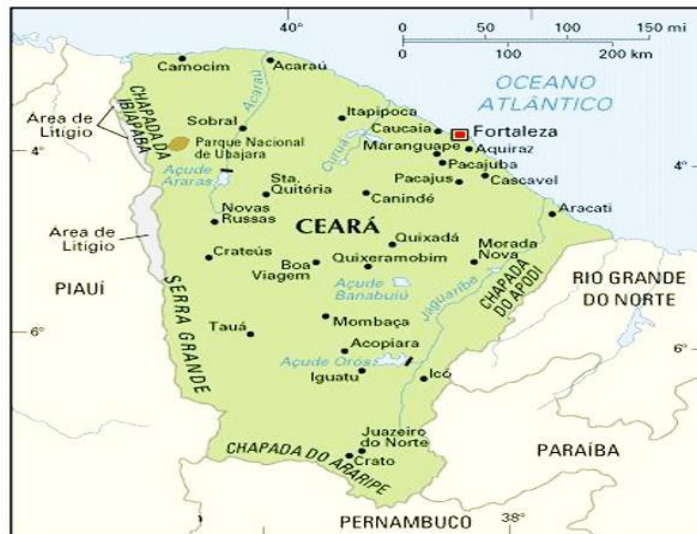 40°
0 50 100 150 mi
0 100 200 km
Camocim
Acaraú
OCEANO
ATLÂNTICO
Área de
Litígio
CHAPADA DA
IBIAPABA
Acaraú
Sobral
Itapipoca
Caucaia
Fortaleza
Maranguape
Aquiraz
Curuá
Parque Nacional
de Ubajara
Pacajuba
4°
Açude
Araras
Sta.
Quitéria
Pacajus
Cascavel
Canindé
Novas
Russas
CEARÁ
Aracati
Área de
Litígio
Crateús
Quixadá
Morada
Nova
Boa
Viagem
Quixeramobim
PIAUÍ
SERRA GRANDE
Açude
Banabuiú
Jaguaribe
CHAPADA
DO APODI
RIO GRANDE
DO NORTE
6°
Tauá
Mombaça
Acopiara
6°
Açude Orós
Iguatu
Icó
Juazeiro
do Norte
Crato
CHAPADA DO ARARIPE
PARAÍBA
PERNAMBUCO
38°